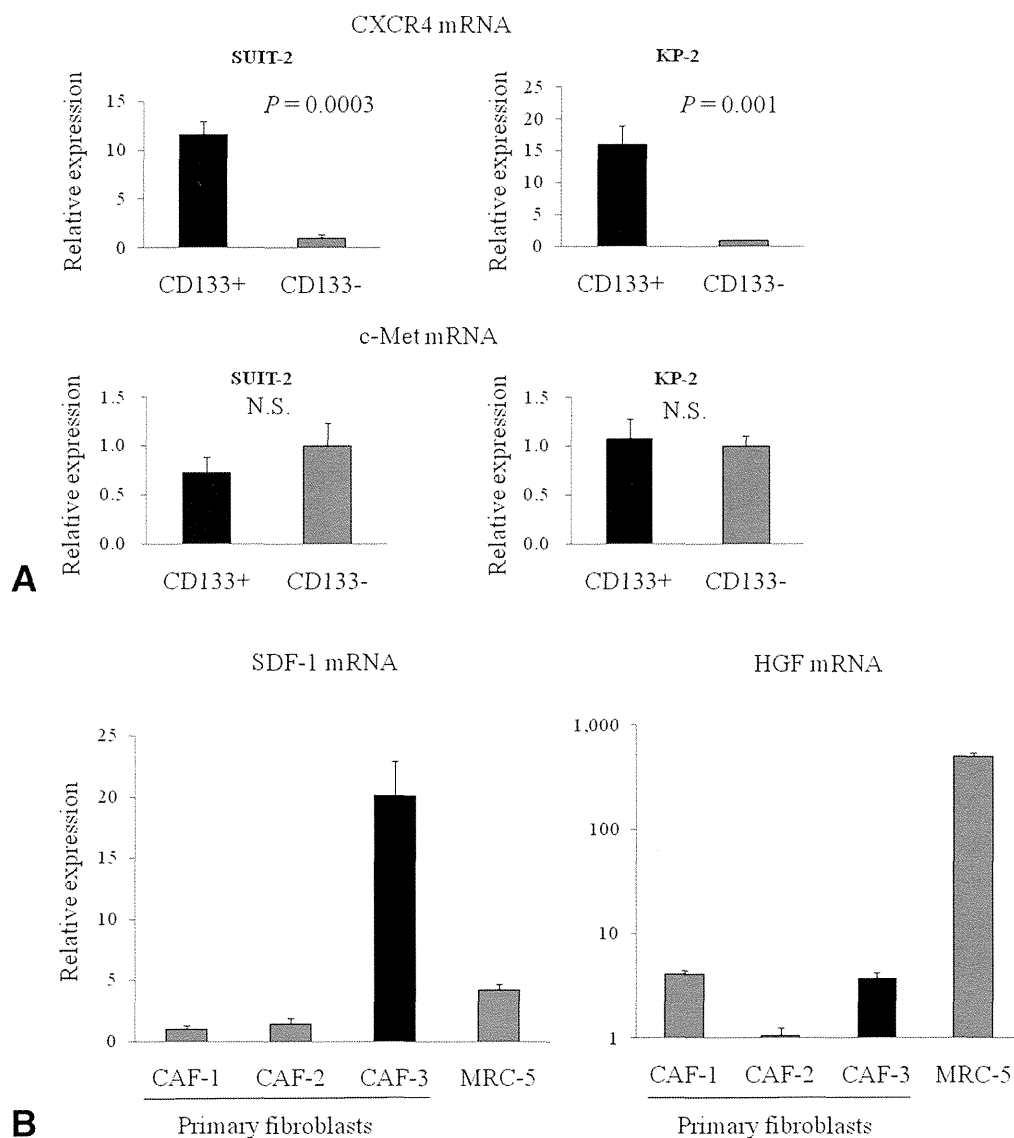 CXCR4 mRNA
SUIT-2
P = 0.0003
Relative expression
15
10
5
0
CD133+ CD133-
KP-2
P = 0.001
Relative expression
25
20
15
10
5
0
CD133+ CD133-
c-Met mRNA
SUIT-2
N.S.
Relative expression
1.5
1.0
0.5
0.0
CD133+ CD133-
KP-2
N.S.
Relative expression
1.5
1.0
0.5
0.0
CD133+ CD133-
A
SDF-1 mRNA
Relative expression
25
20
15
10
5
0
CAF-1 CAF-2 CAF-3 MRC-5
Primary fibroblasts
HGF mRNA
1,000
100
10
1
CAF-1 CAF-2 CAF-3 MRC-5
Primary fibroblasts
B